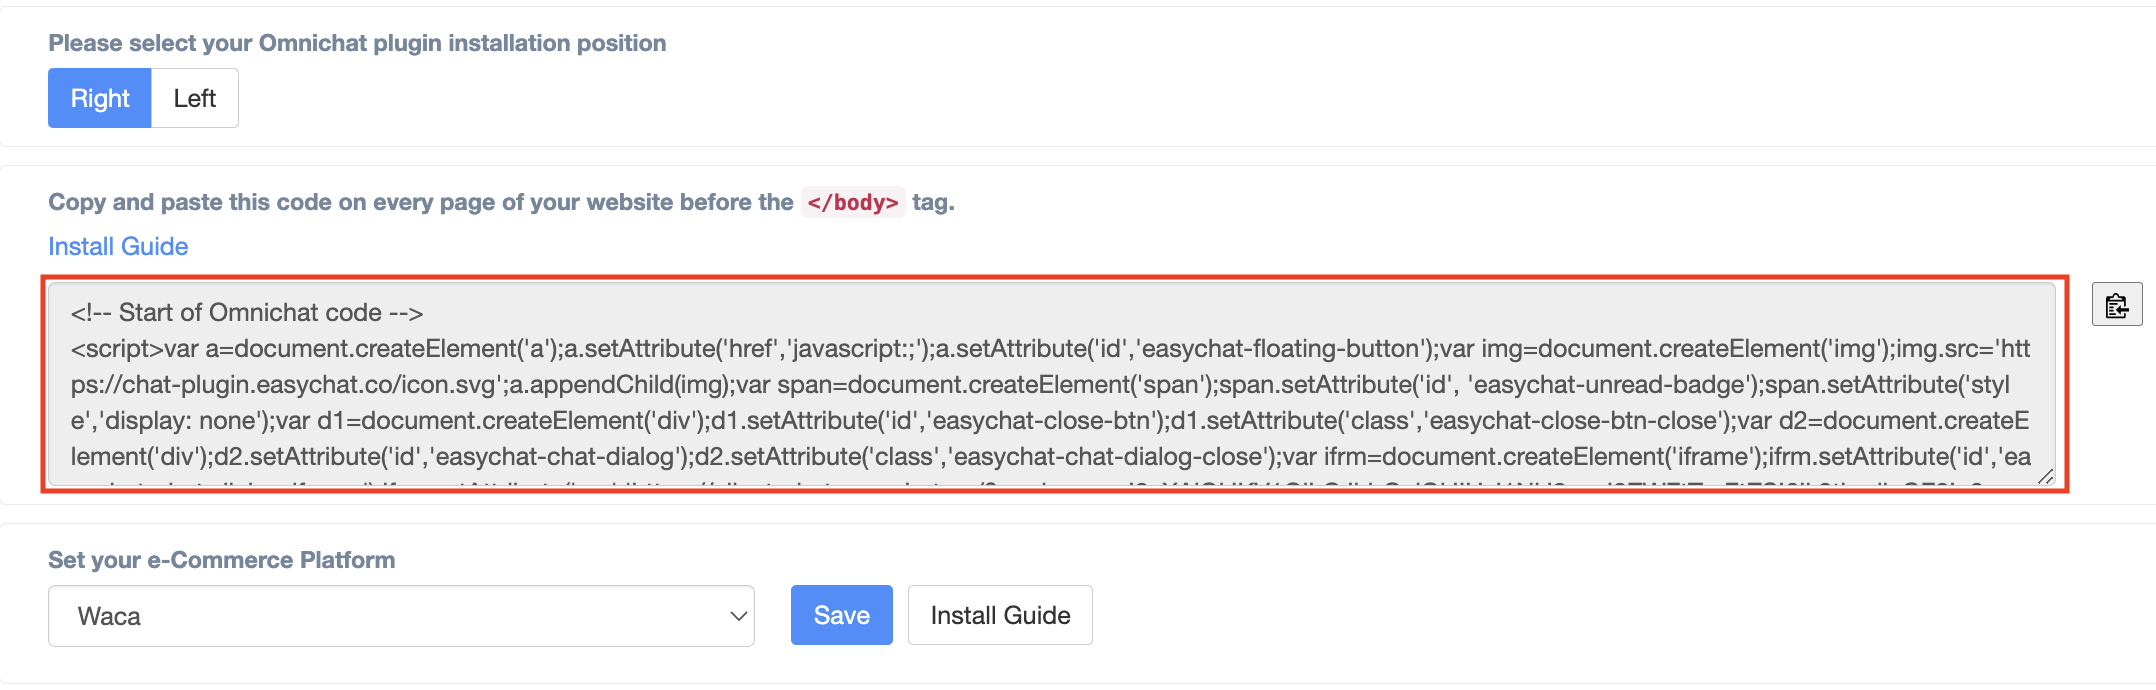 Please select your Omnichat plugin installation position
Right Left
Copy and paste this code on every page of your website before the </body> tag.
Install Guide
<!-- Start of Omnichat code -->
<script>var a=document.createElement('a');a.setAttribute('href','javascript:;');a.setAttribute('id','easychat-floating-button');var img=document.createElement('img');img.src='htt
ps://chat-plugin.easychat.co/icon.svg';a.appendChild(img);var span=document.createElement('span');span.setAttribute('id', 'easychat-unread-badge');span.setAttribute('styl
e','display: none');var d1=document.createElement('div');d1.setAttribute('id','easychat-close-btn');d1.setAttribute('class','easychat-close-btn-close');var d2=document.createE
lement('div');d2.setAttribute('id','easychat-chat-dialog');d2.setAttribute('class','easychat-chat-dialog-close');var ifrm=document.createElement('iframe');ifrm.setAttribute('id','ea
Set your e-Commerce Platform
Waca Save Install Guide